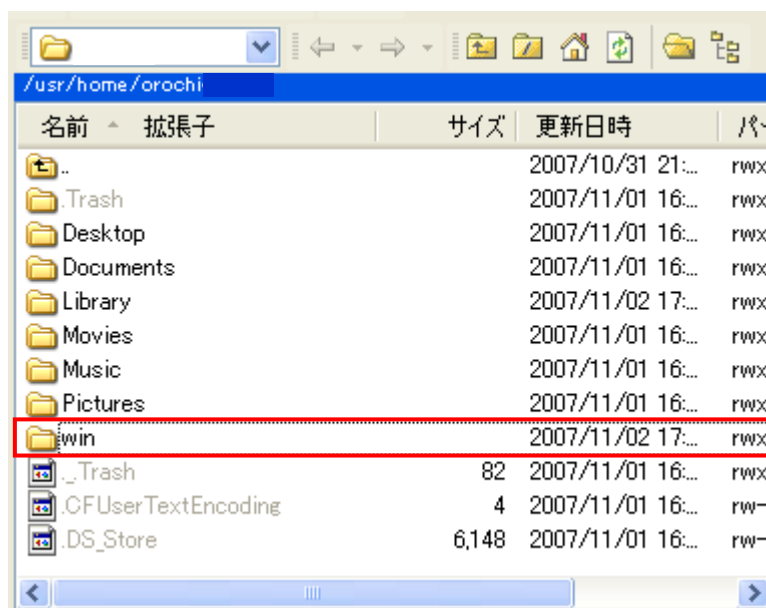 /usr/home/orochi
名前 拡張子 サイズ 更新日時
.. 2007/10/31 21:... rwx
.Trash 2007/11/01 16:... rwx
Desktop 2007/11/01 16:... rwx
Documents 2007/11/01 16:... rwx
Library 2007/11/02 17:... rwx
Movies 2007/11/01 16:... rwx
Music 2007/11/01 16:... rwx
Pictures 2007/11/01 16:... rwx
win 2007/11/02 17:... rwx
._Trash 82 2007/11/01 16:... rwx
.CFUserTextEncoding 4 2007/11/01 16:... rw-
.DS_Store 6,148 2007/11/01 16:... rw-